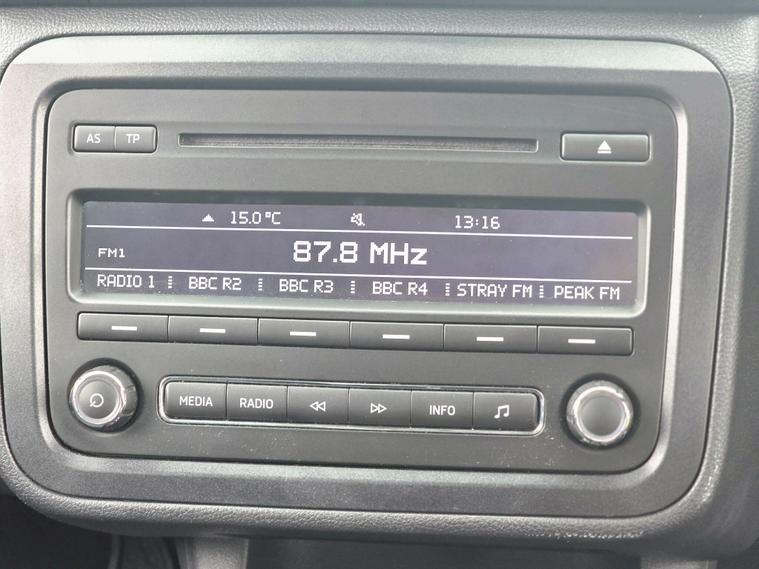 AS TP
15.0°C 13:16
FM1 87.8 MHz
RADIO 1 BBC R2 BBC R3 BBC R4 STRAY FM PEAK FM
MEDIA RADIO INFO